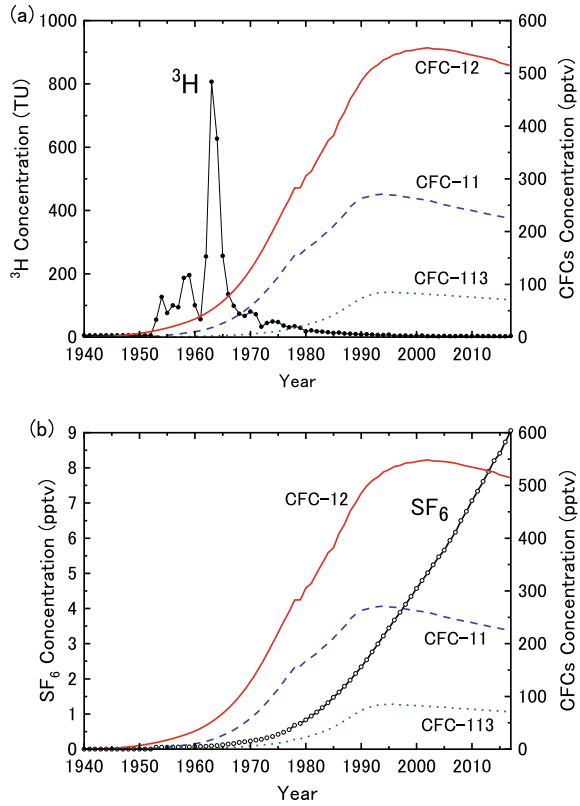 (a)
1000
800
600
400
200
0
³H Concentration (TU)
³H
CFC-12
CFC-11
CFC-113
600
500
400
300
200
100
0
CFCs Concentration (pptv)
1940 1950 1960 1970 1980 1990 2000 2010
Year
(b)
9
8
7
6
5
4
3
2
1
0
SF₆ Concentration (pptv)
CFC-12
SF₆
CFC-11
CFC-113
600
500
400
300
200
100
0
CFCs Concentration (pptv)
1940 1950 1960 1970 1980 1990 2000 2010
Year